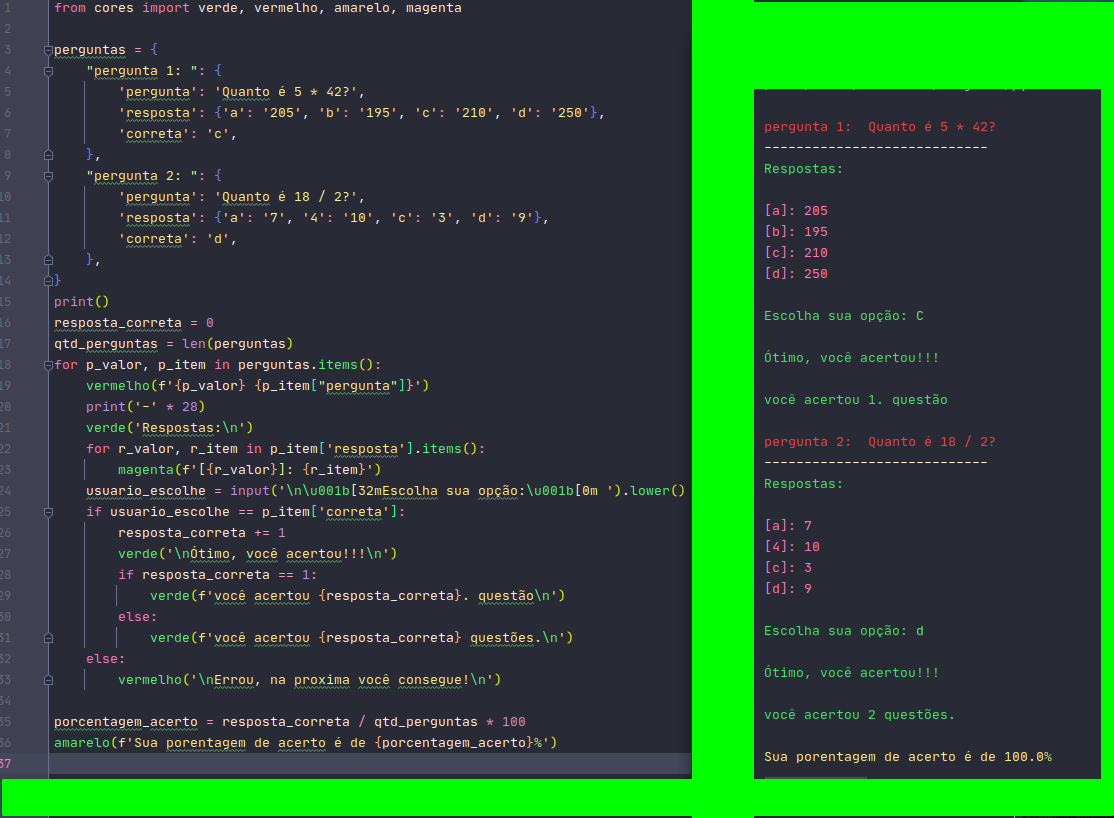 1 from cores import verde, vermelho, amarelo, magenta
2
3 perguntas = {
4     "pergunta 1: ": {
5         'pergunta': 'Quanto é 5 * 42?',
6         'resposta': {'a': '205', 'b': '195', 'c': '210', 'd': '250'},
7         'correta': 'c',
8     },
9     "pergunta 2: ": {
10         'pergunta': 'Quanto é 18 / 2?',
11         'resposta': {'a': '7', '4': '10', 'c': '3', 'd': '9'},
12         'correta': 'd',
13     },
14 }
15 print()
16 resposta_correta = 0
17 qtd_perguntas = len(perguntas)
18 for p_valor, p_item in perguntas.items():
19     vermelho(f'{p_valor} {p_item["pergunta"]}')
20     print('-' * 28)
21     verde('Respostas:\n')
22     for r_valor, r_item in p_item['resposta'].items():
23         magenta(f'[{r_valor}]: {r_item}')
24     usuario_escolhe = input('\n\u001b[32mEscolha sua opção:\u001b[0m ').lower()
25     if usuario_escolhe == p_item['correta']:
26         resposta_correta += 1
27         verde('\nÓtimo, você acertou!!!\n')
28         if resposta_correta == 1:
29             verde(f'você acertou {resposta_correta}. questão\n')
30         else:
31             verde(f'você acertou {resposta_correta} questões.\n')
32     else:
33         vermelho('\nErrou, na proxima você consegue!\n')
34
35 porcentagem_acerto = resposta_correta / qtd_perguntas * 100
36 amarelo(f'Sua porentagem de acerto é de {porcentagem_acerto}%')
37
pergunta 1:  Quanto é 5 * 42?
----------------------------
Respostas:
[a]: 205
[b]: 195
[c]: 210
[d]: 250
Escolha sua opção: C
Ótimo, você acertou!!!
você acertou 1. questão
pergunta 2:  Quanto é 18 / 2?
----------------------------
Respostas:
[a]: 7
[4]: 10
[c]: 3
[d]: 9
Escolha sua opção: d
Ótimo, você acertou!!!
você acertou 2 questões.
Sua porentagem de acerto é de 100.0%